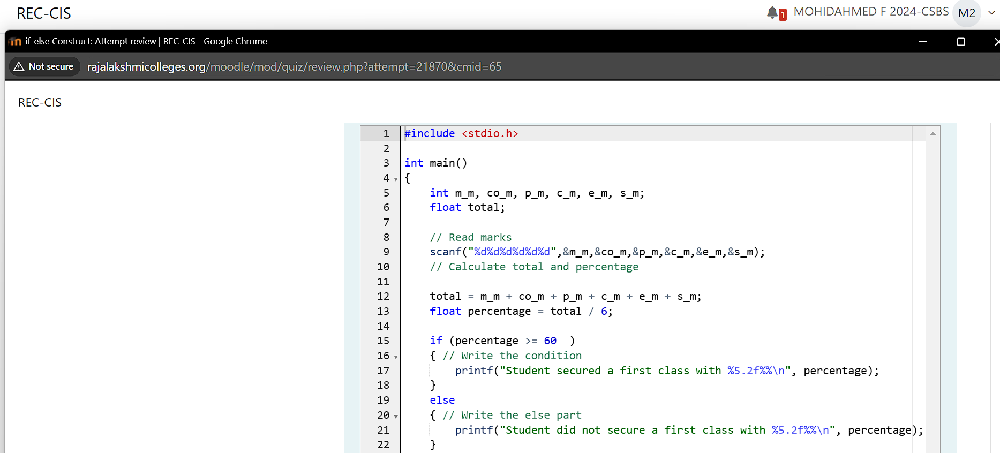 REC-CIS
1 MOHIDAHMED F 2024-CSBS M2
if-else Construct: Attempt review | REC-CIS - Google Chrome
Not secure rajalakshmicolleges.org/moodle/mod/quiz/review.php?attempt=21870&cmid=65
REC-CIS
1 #include <stdio.h>
2
3 int main()
4 {
5     int m_m, co_m, p_m, c_m, e_m, s_m;
6     float total;
7
8     // Read marks
9     scanf("%d%d%d%d%d%d",&m_m,&co_m,&p_m,&c_m,&e_m,&s_m);
10     // Calculate total and percentage
11
12     total = m_m + co_m + p_m + c_m + e_m + s_m;
13     float percentage = total / 6;
14
15     if (percentage >= 60  )
16     { // Write the condition
17         printf("Student secured a first class with %5.2f%%\n", percentage);
18     }
19     else
20     { // Write the else part
21         printf("Student did not secure a first class with %5.2f%%\n", percentage);
22     }